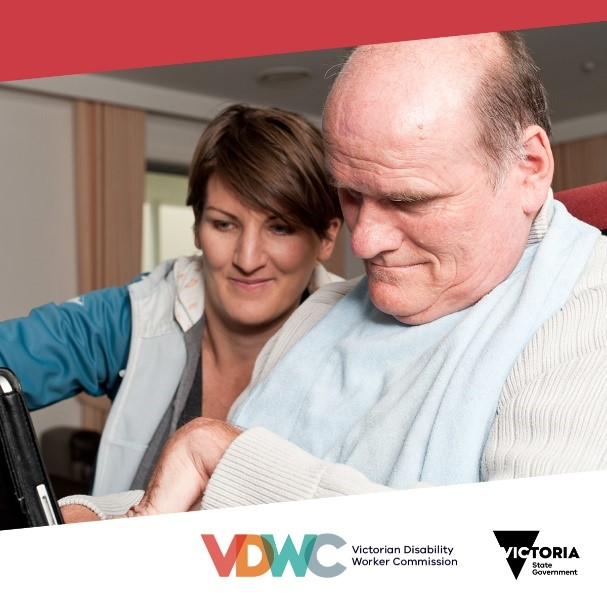 VDWC
Victorian Disability
Worker Commission
VICTORIA
State
Government